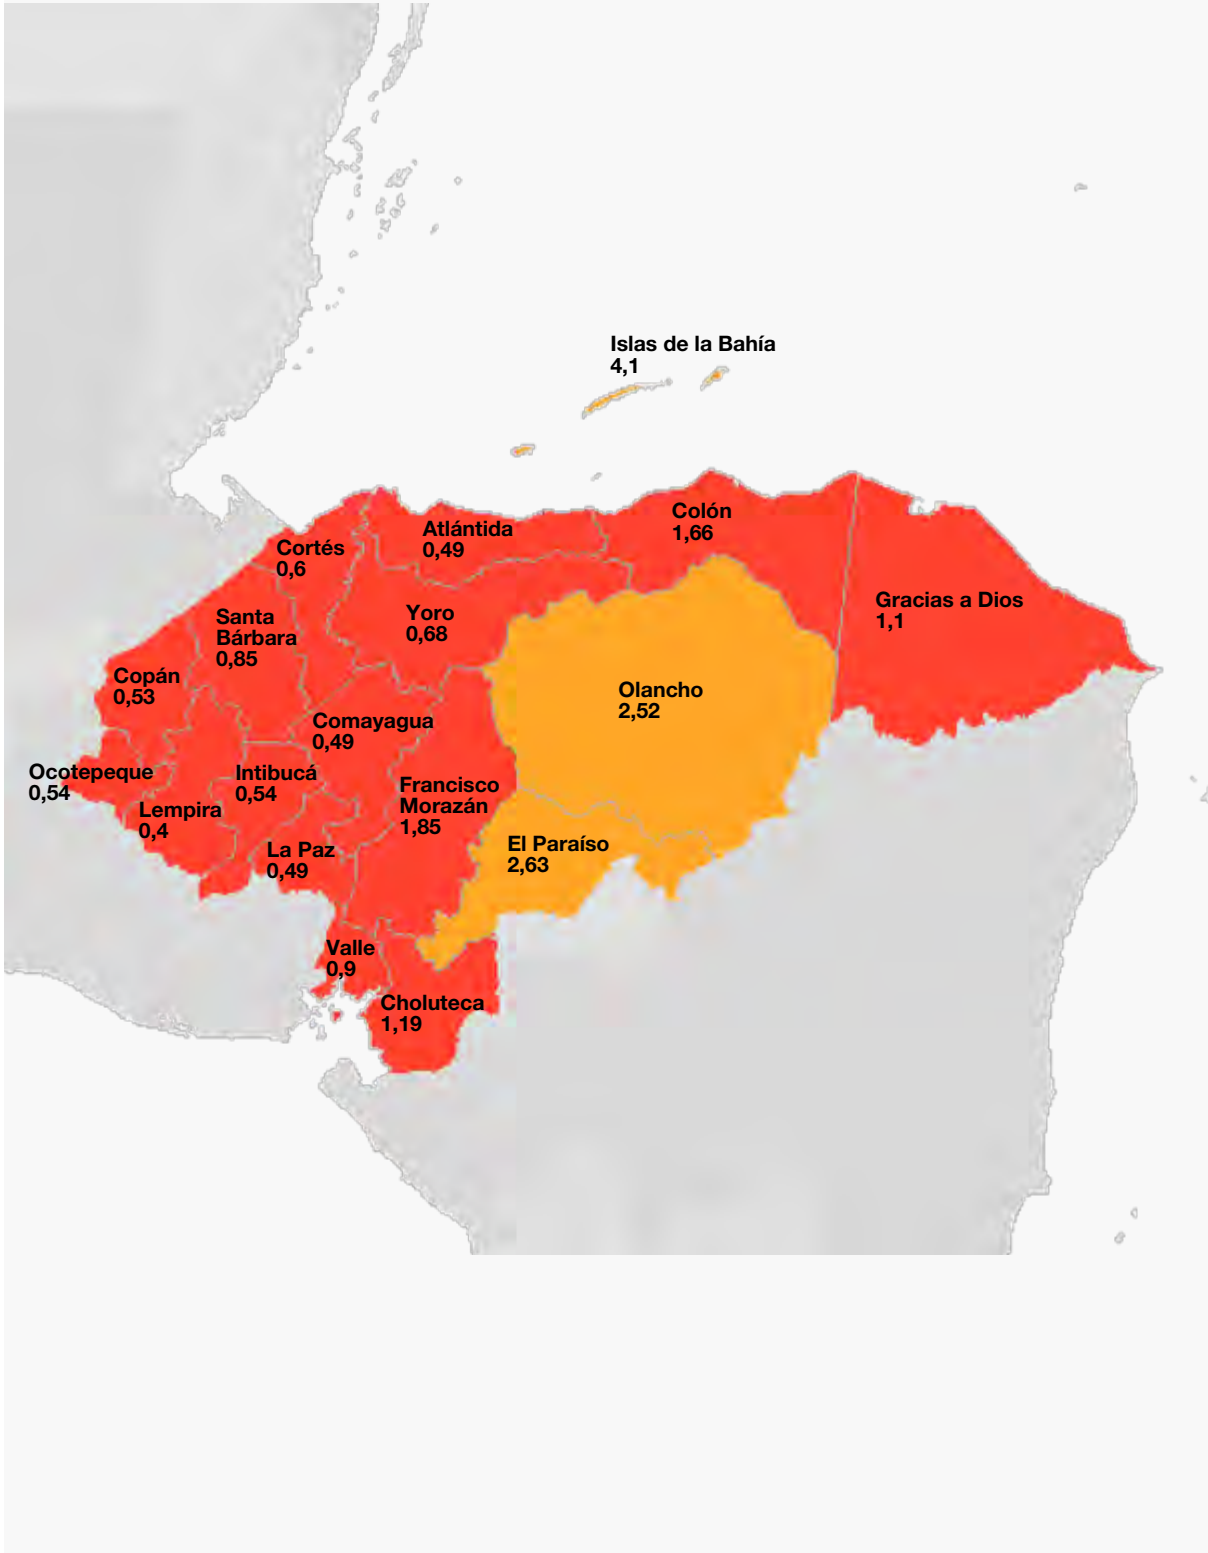 Islas de la Bahía
4,1
Colón
1,66
Atlántida
0,49
Cortés
0,6
Gracias a Dios
1,1
Yoro
0,68
Santa
Bárbara
0,85
Copán
0,53
Olancho
2,52
Comayagua
0,49
Ocotepeque
0,54
Intibucá
0,54
Francisco
Morazán
1,85
Lempira
0,4
La Paz
0,49
El Paraíso
2,63
Valle
0,9
Choluteca
1,19